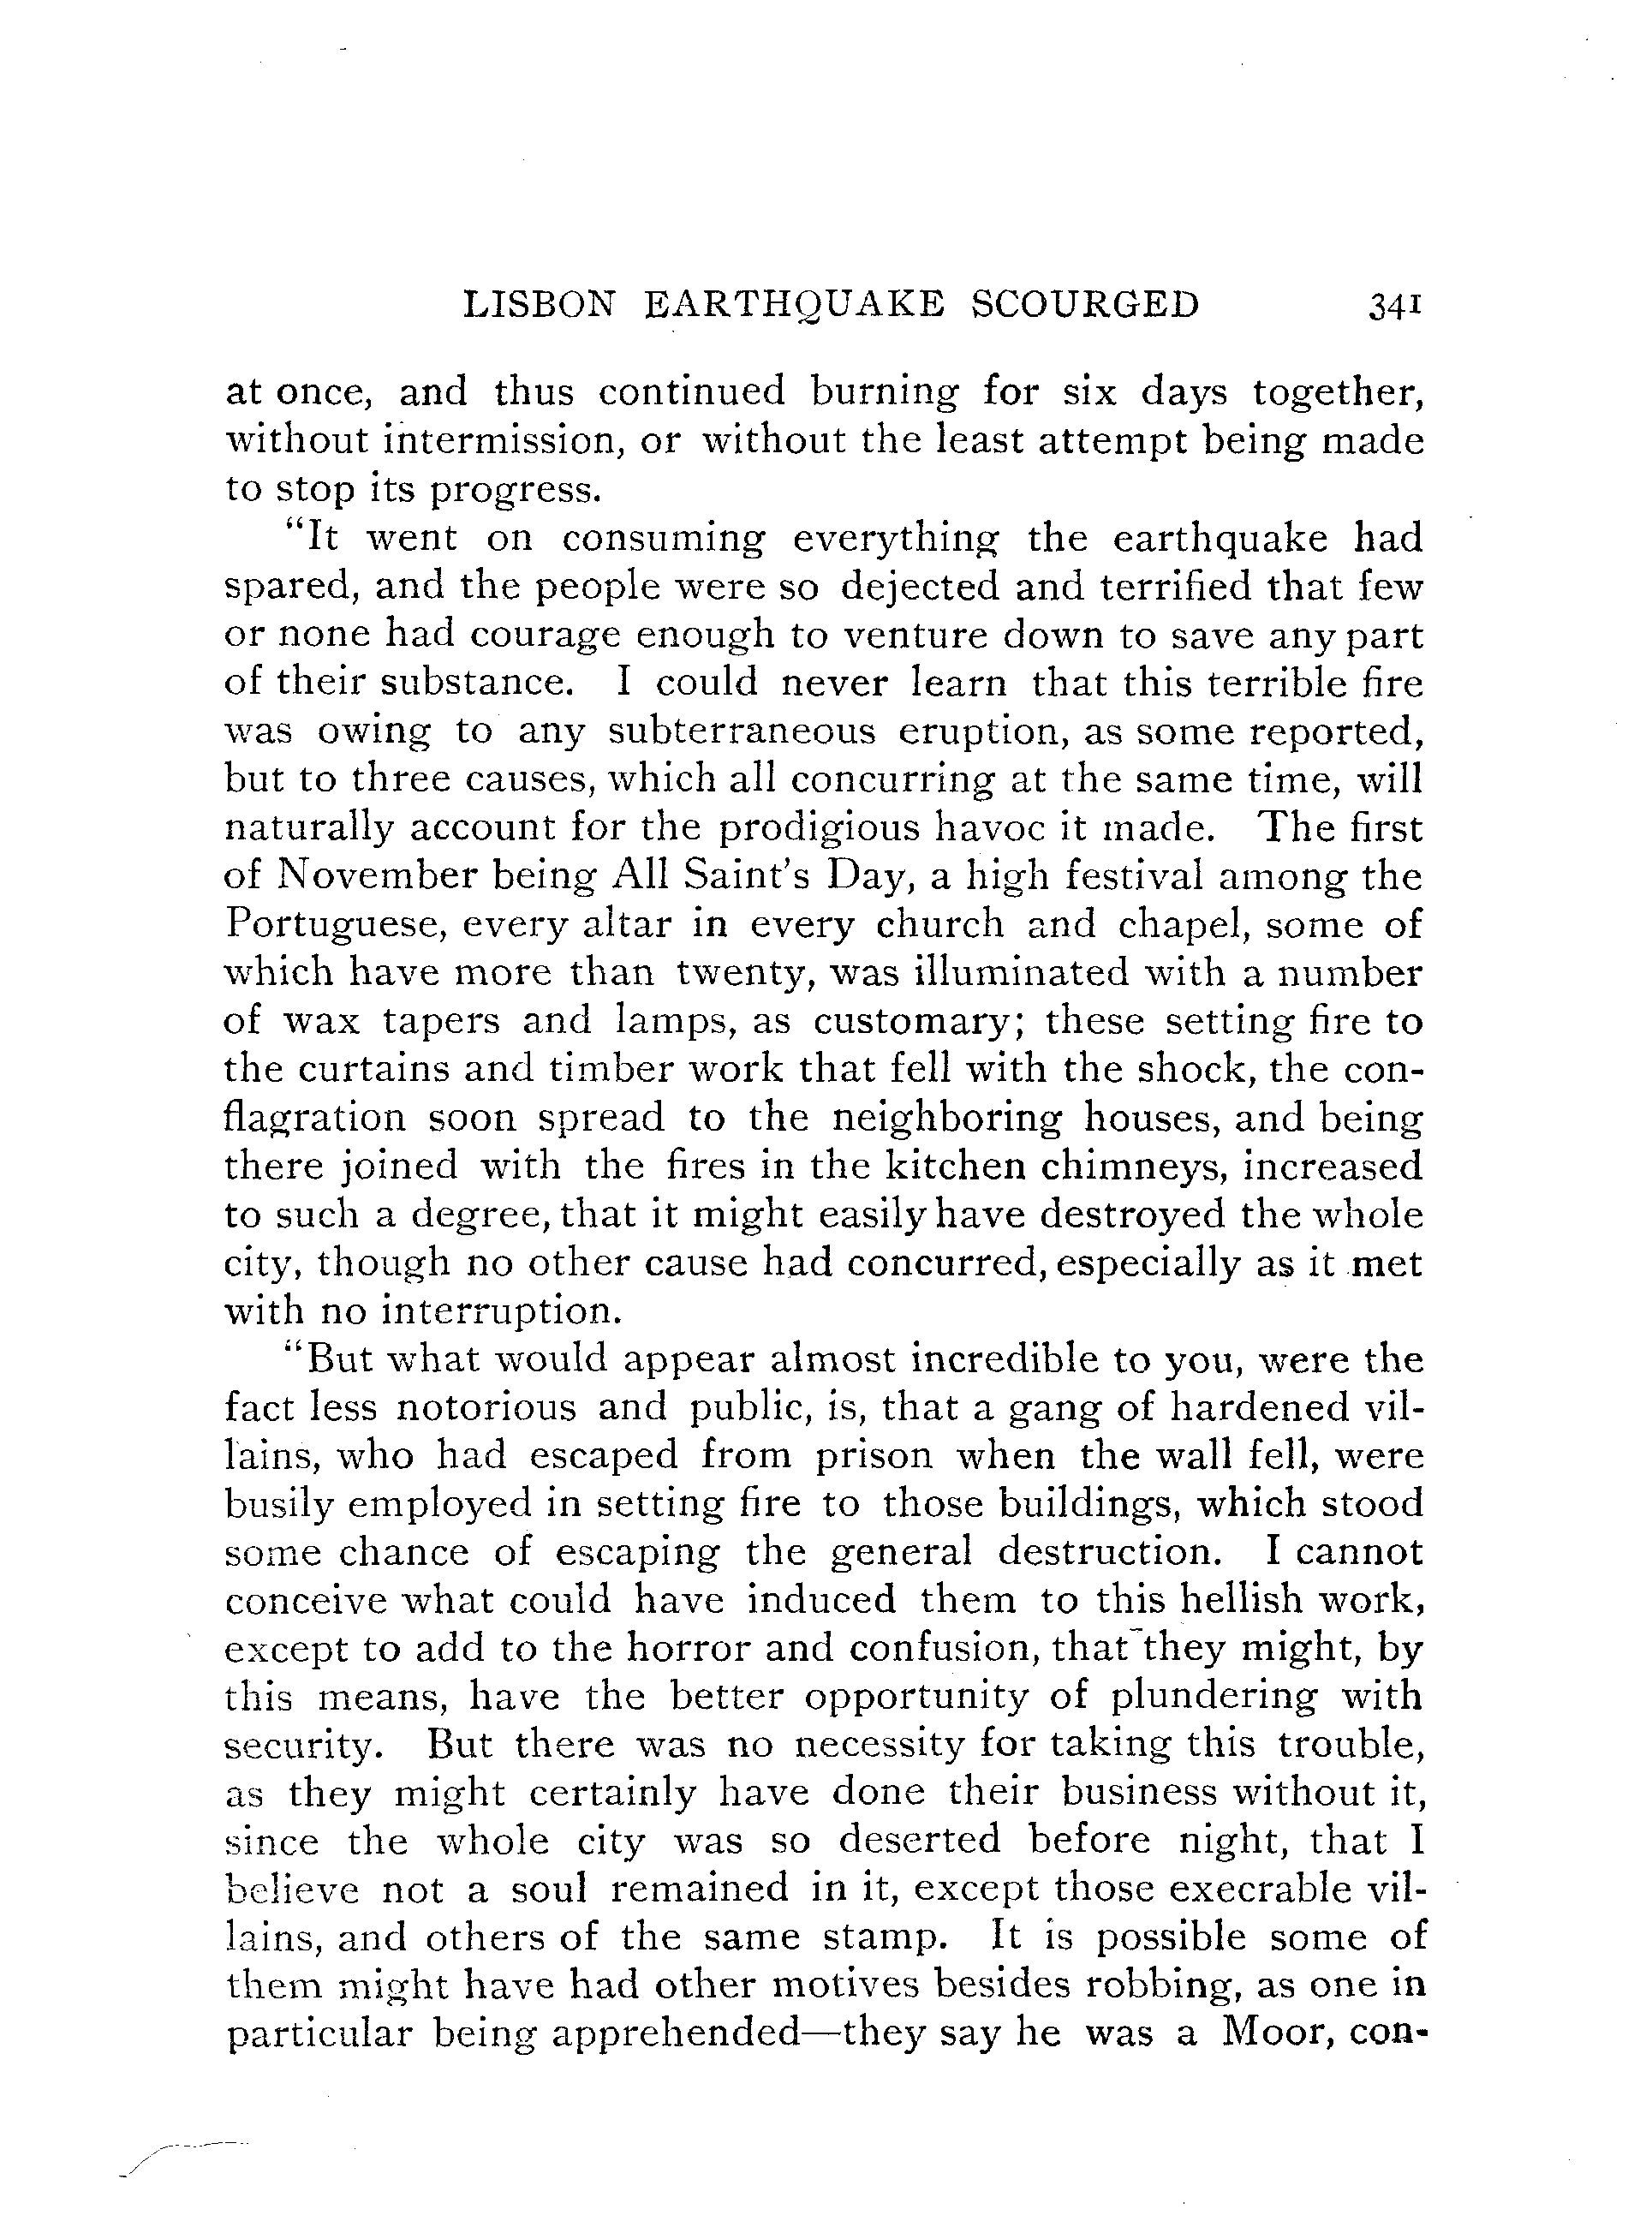 LISBON EARTHQUAKE SCOURGED 341
at once, and thus continued burning for six days together,
without intermission, or without the least attempt being made
to stop its progress.
"It went on consuming everything the earthquake had
spared, and the people were so dejected and terrified that few
or none had courage enough to venture down to save any part
of their substance. I could never learn that this terrible fire
was owing to any subterraneous eruption, as some reported,
but to three causes, which all concurring at the same time, will
naturally account for the prodigious havoc it made. The first
of November being All Saint's Day, a high festival among the
Portuguese, every altar in every church and chapel, some of
which have more than twenty, was illuminated with a number
of wax tapers and lamps, as customary; these setting fire to
the curtains and timber work that fell with the shock, the con-
flagration soon spread to the neighboring houses, and being
there joined with the fires in the kitchen chimneys, increased
to such a degree, that it might easily have destroyed the whole
city, though no other cause had concurred, especially as it met
with no interruption.
"But what would appear almost incredible to you, were the
fact less notorious and public, is, that a gang of hardened vil-
lains, who had escaped from prison when the wall fell, were
busily employed in setting fire to those buildings, which stood
some chance of escaping the general destruction. I cannot
conceive what could have induced them to this hellish work,
except to add to the horror and confusion, that they might, by
this means, have the better opportunity of plundering with
security. But there was no necessity for taking this trouble,
as they might certainly have done their business without it,
since the whole city was so deserted before night, that I
believe not a soul remained in it, except those execrable vil-
lains, and others of the same stamp. It is possible some of
them might have had other motives besides robbing, as one in
particular being apprehended—they say he was a Moor, con-